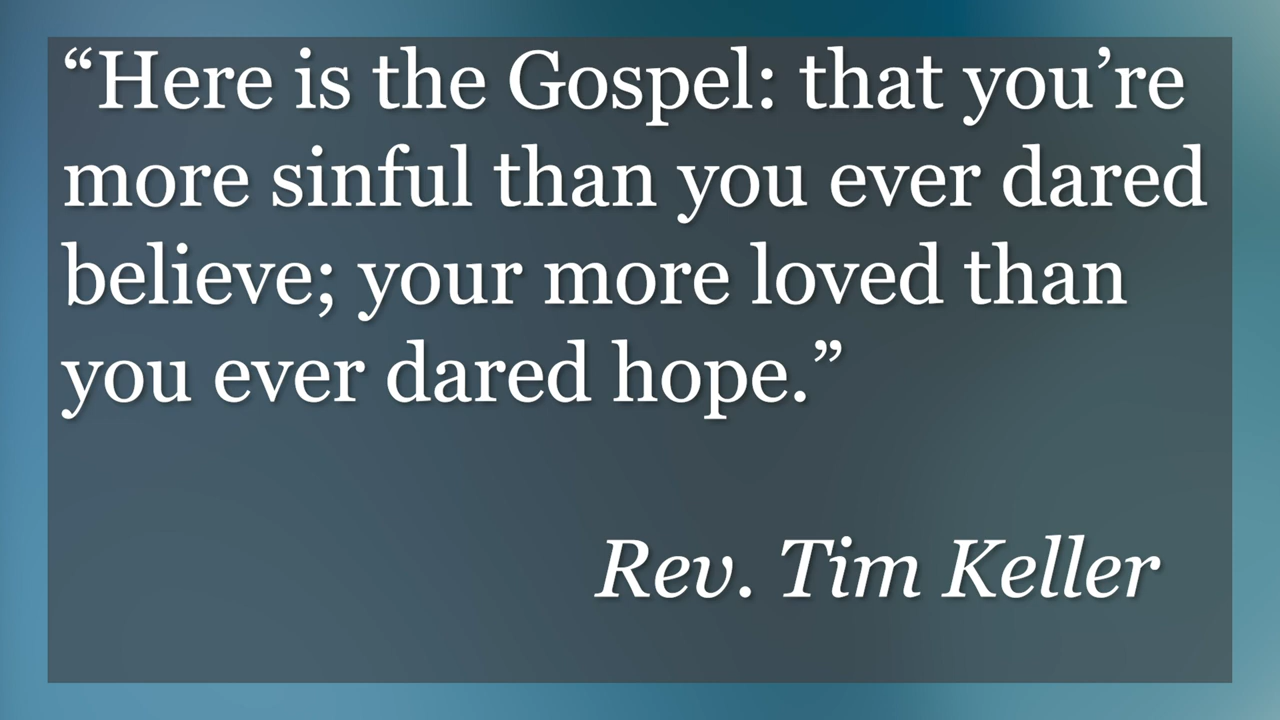 “Here is the Gospel: that you’re
more sinful than you ever dared
believe; your more loved than
you ever dared hope.”
Rev. Tim Keller